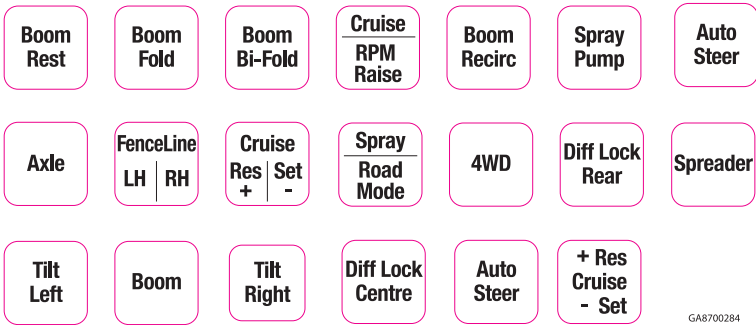 Boom
Rest
Boom
Fold
Boom
Bi-Fold
Cruise
RPM
Raise
Boom
Recirc
Spray
Pump
Auto
Steer
Axle
FenceLine
LH RH
Cruise
Res Set
+ -
Spray
Road
Mode
4WD
Diff Lock
Rear
Spreader
Tilt
Left
Boom
Tilt
Right
Diff Lock
Centre
Auto
Steer
+ Res
Cruise
- Set
GA8700284